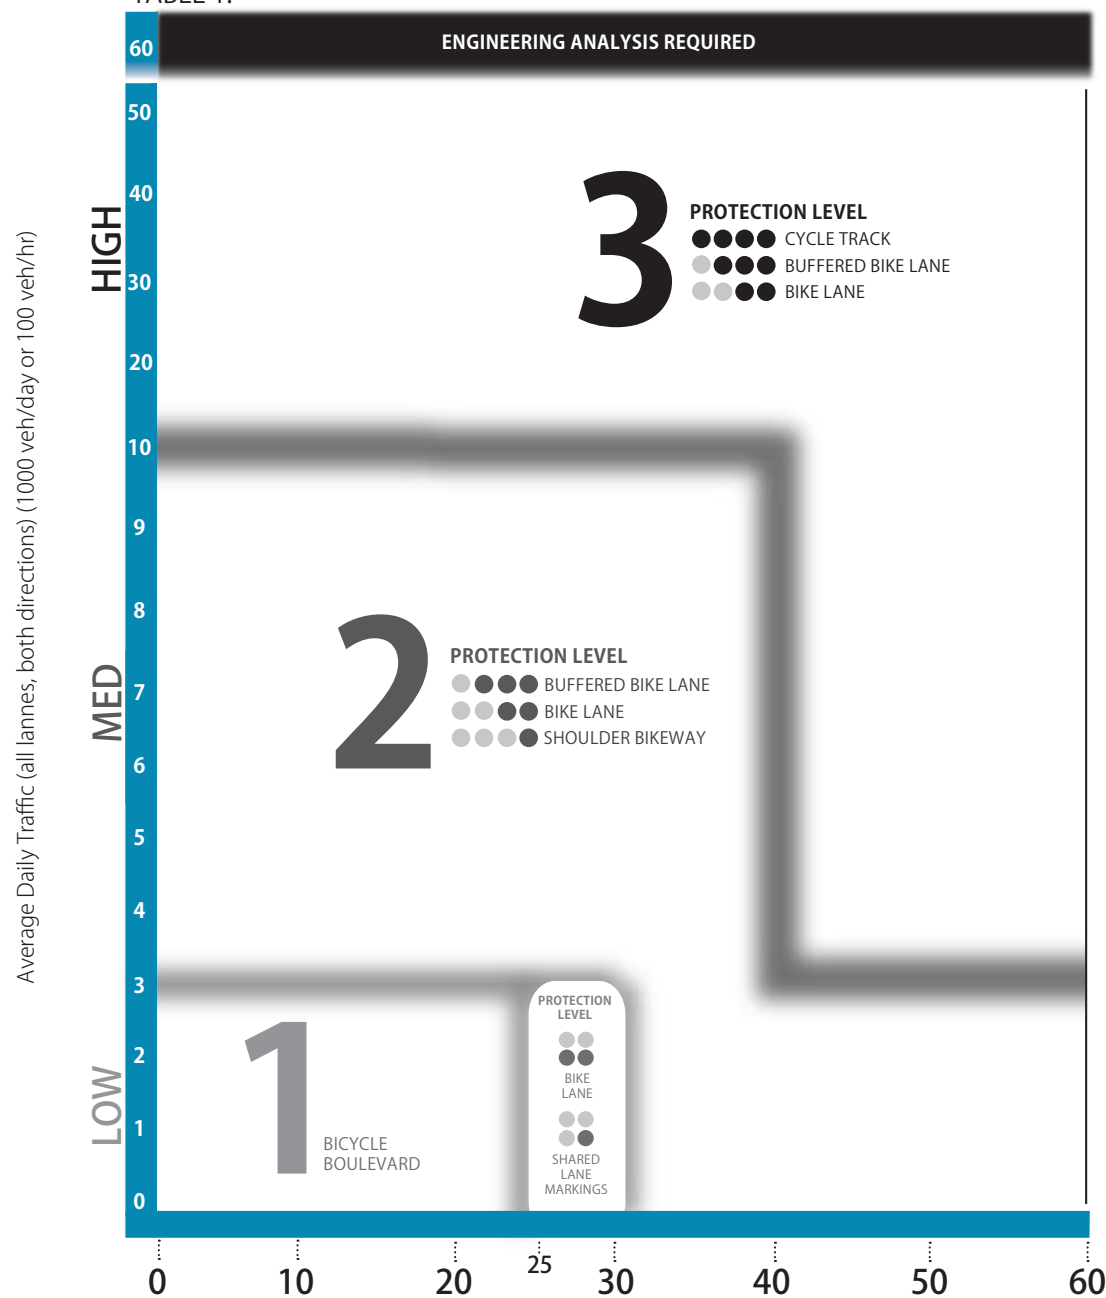 TABLE 1.
60
ENGINEERING ANALYSIS REQUIRED
50
40
30
20
10
9
8
7
6
5
4
3
2
1
0
HIGH
MED
LOW
Average Daily Traffic (all lannes, both directions) (1000 veh/day or 100 veh/hr)
3
PROTECTION LEVEL
CYCLE TRACK
BUFFERED BIKE LANE
BIKE LANE
2
PROTECTION LEVEL
BUFFERED BIKE LANE
BIKE LANE
SHOULDER BIKEWAY
1
BICYCLE
BOULEVARD
PROTECTION
LEVEL
BIKE
LANE
SHARED
LANE
MARKINGS
0 10 20 25 30 40 50 60